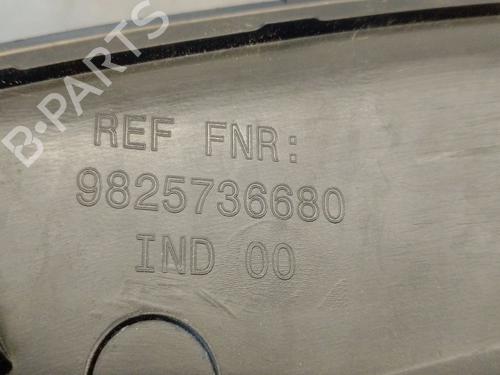 B-PARTS
REF FNR:
9825736680
IND 00